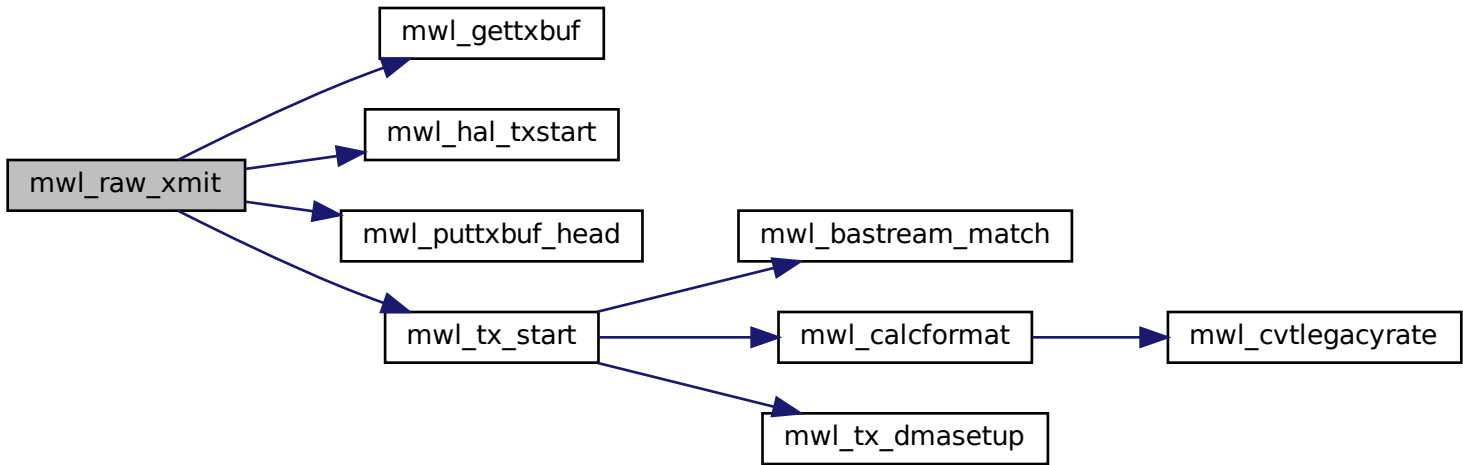 mwl_raw_xmit
mwl_gettxbuf
mwl_hal_txstart
mwl_puttxbuf_head
mwl_tx_start
mwl_bastream_match
mwl_calcformat
mwl_tx_dmasetup
mwl_cvtlegacyrate